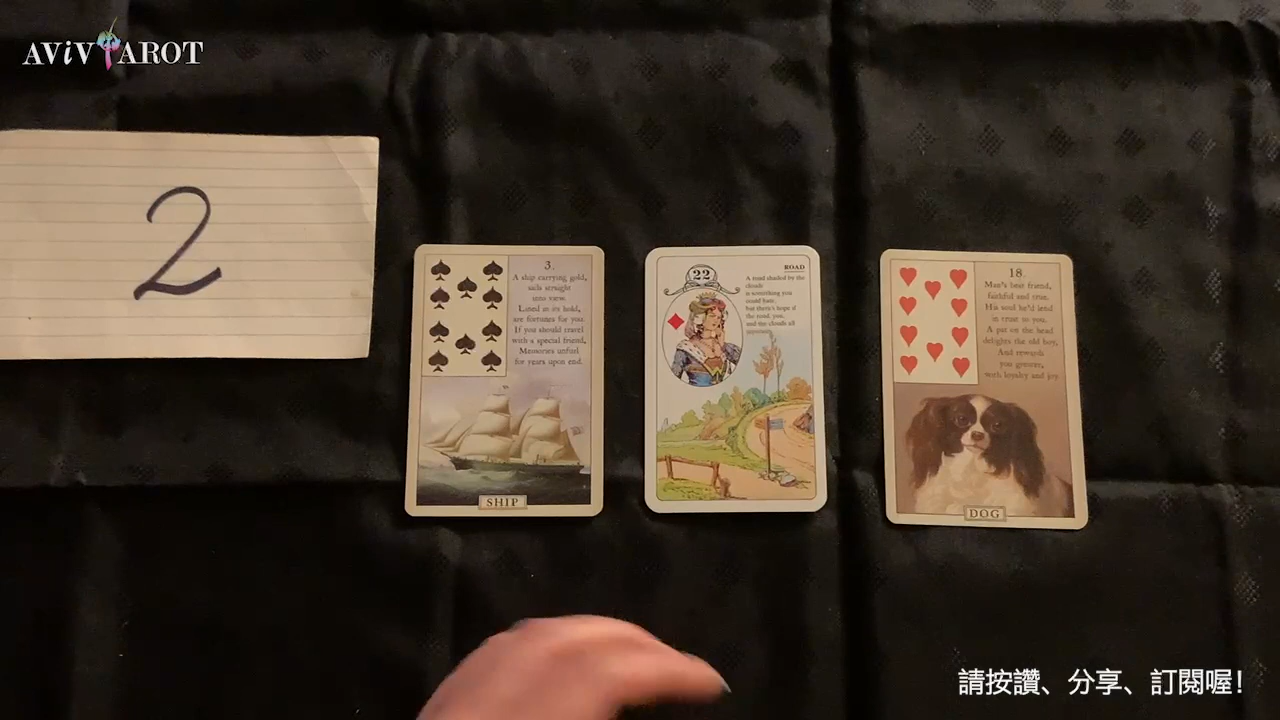 AViV TAROT
2
3.
A ship carrying gold,
sails straight
into view.
Lined in its hold,
are fortunes for you.
If you should travel
with a special friend,
Memories unfurl
for years upon end.
SHIP
22
ROAD
A road shaded by the
clouds
is something you
but there's hope if
the road, you,
and the clouds all
18.
Man's best friend,
faithful and true.
His soul he'd lend
in trust to you.
A pat on the head
delights the old boy,
And rewards
you forever,
with loyalty and joy
DOG
請按讚、分享、訂閱喔!